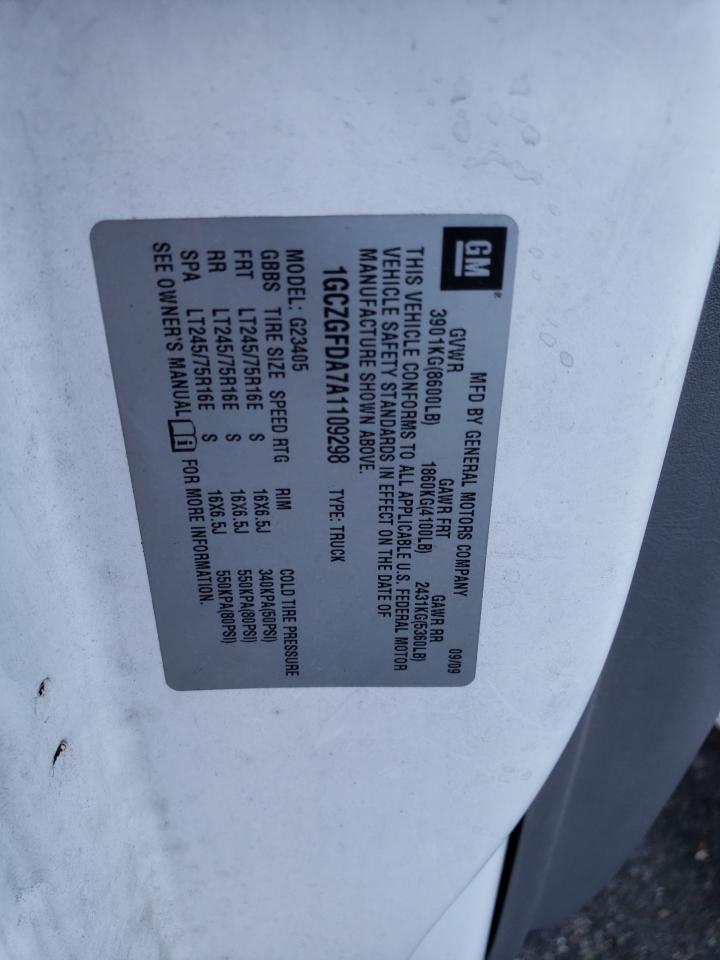 GM
MFD BY GENERAL MOTORS COMPANY 09/09
GVWR GAWR FRT GAWR RR
3901KG(8600LB) 1860KG(4100LB) 2431KG(5360LB)
THIS VEHICLE CONFORMS TO ALL APPLICABLE U.S. FEDERAL MOTOR
VEHICLE SAFETY STANDARDS IN EFFECT ON THE DATE OF
MANUFACTURE SHOWN ABOVE.
1GCZGFDA7A1109298 TYPE: TRUCK
MODEL: G23405
GBBS TIRE SIZE SPEED RTG RIM COLD TIRE PRESSURE
FRT LT245/75R16E S 16X6.5J 340KPA(50PSI)
RR LT245/75R16E S 16X6.5J 550KPA(80PSI)
SPA LT245/75R16E S 16X6.5J 550KPA(80PSI)
SEE OWNER'S MANUAL FOR MORE INFORMATION.